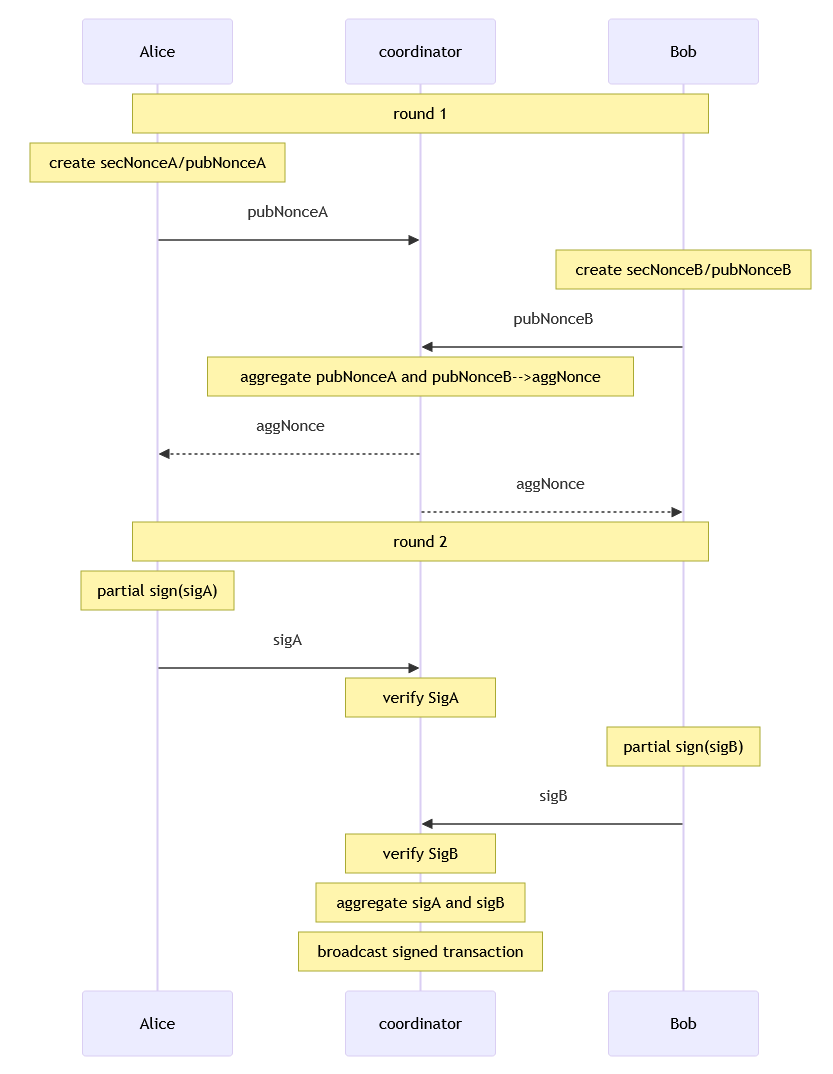 Alice
coordinator
Bob
round 1
create secNonceA/pubNonceA
pubNonceA
create secNonceB/pubNonceB
pubNonceB
aggregate pubNonceA and pubNonceB-->aggNonce
aggNonce
aggNonce
round 2
partial sign(sigA)
sigA
verify SigA
partial sign(sigB)
sigB
verify SigB
aggregate sigA and sigB
broadcast signed transaction
Alice
coordinator
Bob